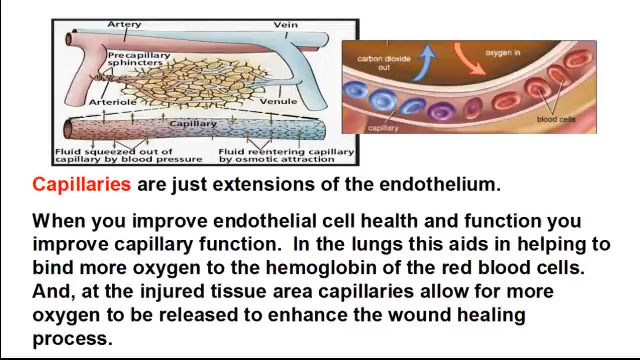 Artery
Vein
Precapillary
sphincters
Arteriole
Venule
Capillary
Fluid squeezed out of
capillary by blood pressure
Fluid reentering capillary
by osmotic attraction
carbon dioxide
out
oxygen in
capillary
blood cells
Capillaries are just extensions of the endothelium.
When you improve endothelial cell health and function you
improve capillary function. In the lungs this aids in helping to
bind more oxygen to the hemoglobin of the red blood cells.
And, at the injured tissue area capillaries allow for more
oxygen to be released to enhance the wound healing
process.